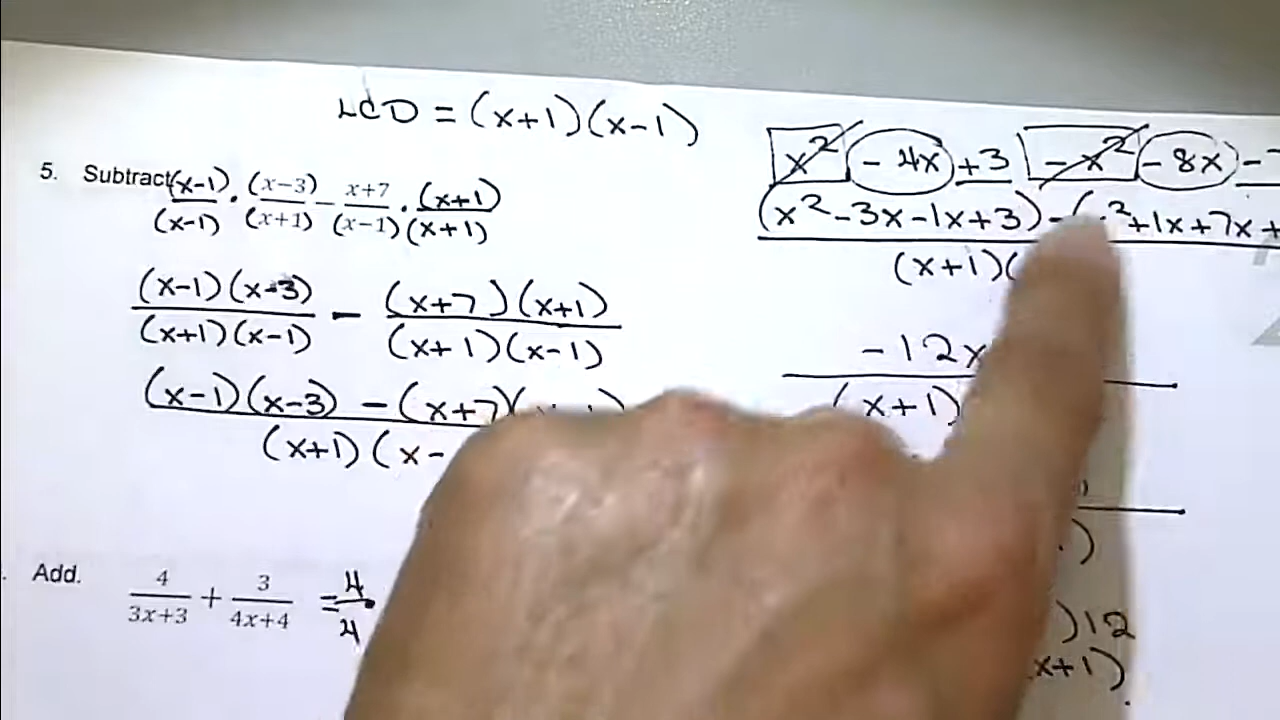 LCD = (x+1)(x-1)
5. Subtract (x-1)/(x-1) · (x-3)/(x+1) - x+7/(x-1) · (x+1)/(x+1)
(x-1)(x-3)/(x+1)(x-1) - (x+7)(x+1)/(x+1)(x-1)
(x-1)(x-3) - (x+7)(
(x+1)(x-
x² - 4x +3 -x² -8x -7
(x²-3x-1x+3) - ( ²+1x+7x+
(x+1)(
-12x
(x+1)
)
)12
x+1)
Add. 4/3x+3 + 3/4x+4 = 4/4 ·